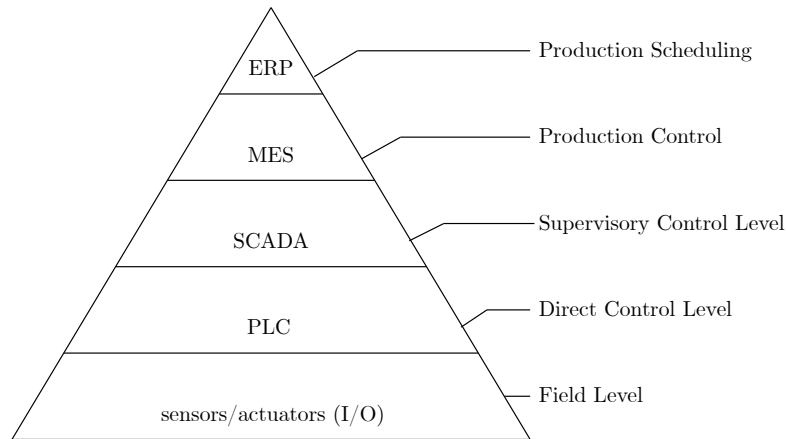 ERP
Production Scheduling
MES
Production Control
SCADA
Supervisory Control Level
PLC
Direct Control Level
sensors/actuators (I/O)
Field Level